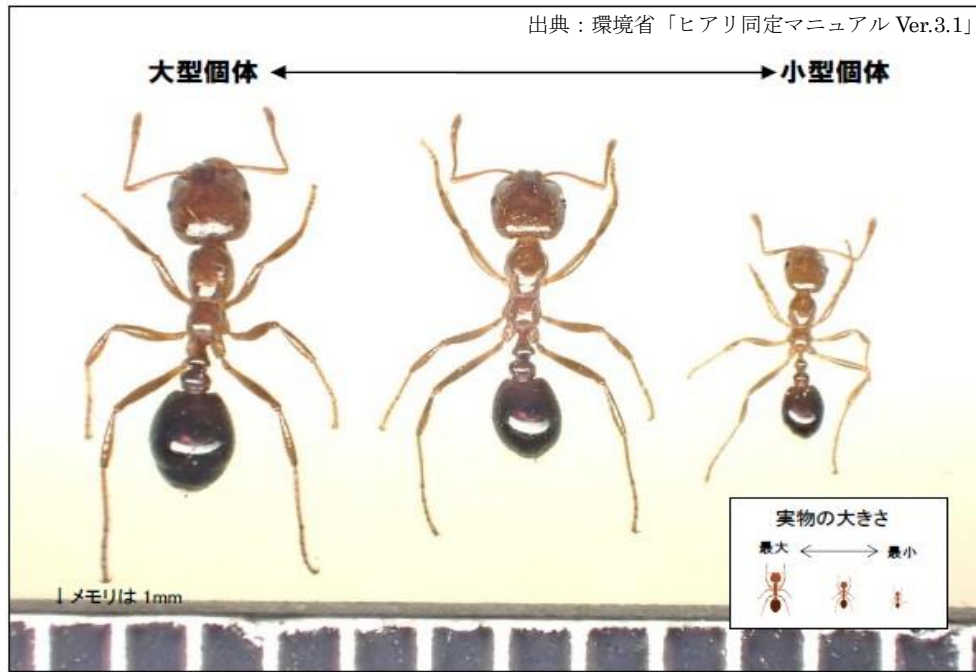 出典：環境省「ヒアリ同定マニュアル Ver.3.1」
大型個体
小型個体
実物の大きさ
最大
最小
↓メモリは 1mm